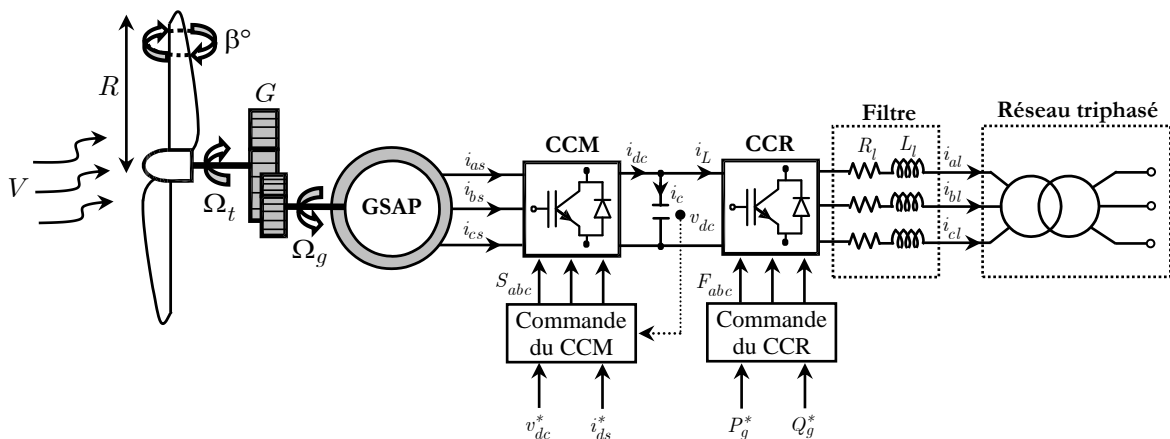 R
β°
G
V
Ω_t
Ω_g
GSAP
i_as
i_bs
i_cs
CCM
i_dc
i_L
i_c
v_dc
CCR
Filtre
R_l
L_l
i_al
i_bl
i_cl
Réseau triphasé
S_abc
F_abc
Commande
du CCM
Commande
du CCR
v*_dc
i*_ds
P*_g
Q*_g